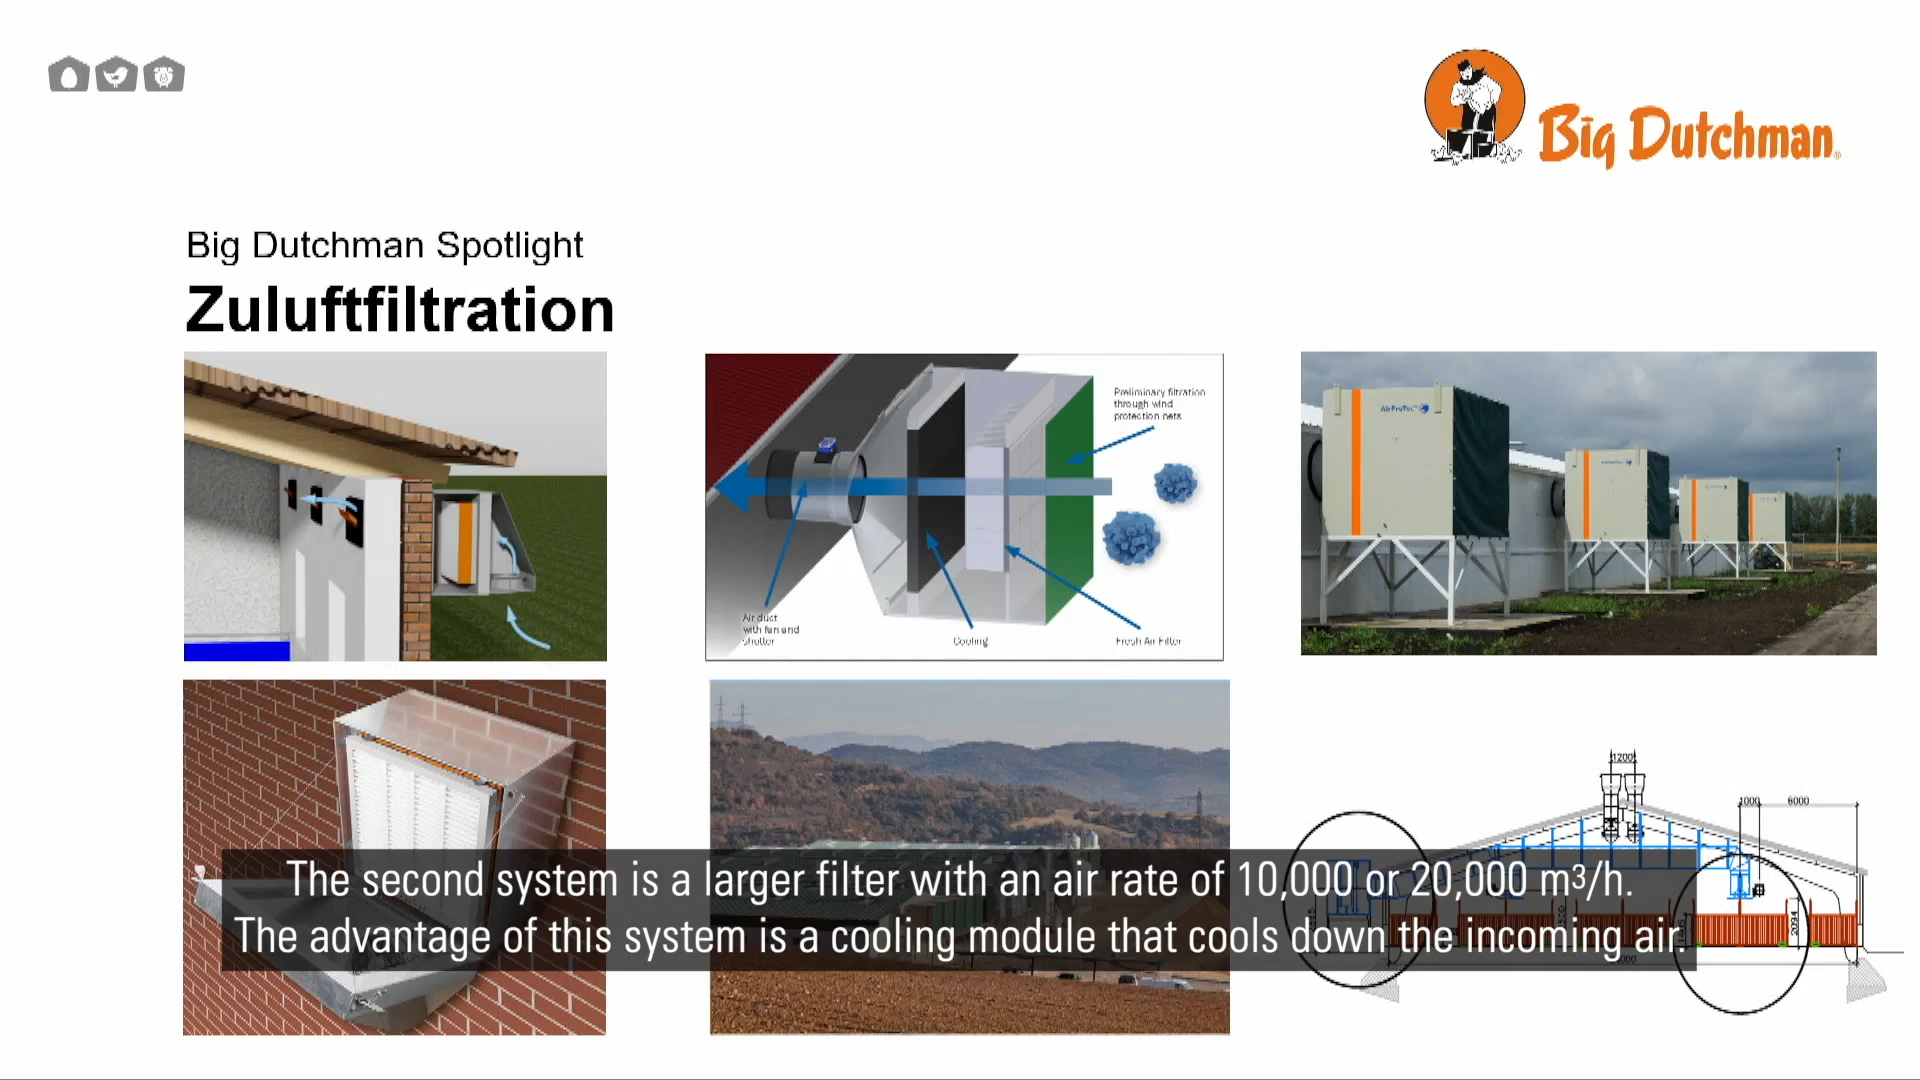 Big Dutchman®
Big Dutchman Spotlight
Zuluftfiltration
Preliminary filtration
through wind
protection nets
Air duct
with fan and
shutter
Cooling
Fresh Air Filter
AirProTec
1200
1000
6000
2094
The second system is a larger filter with an air rate of 10,000 or 20,000 m³/h.
The advantage of this system is a cooling module that cools down the incoming air.